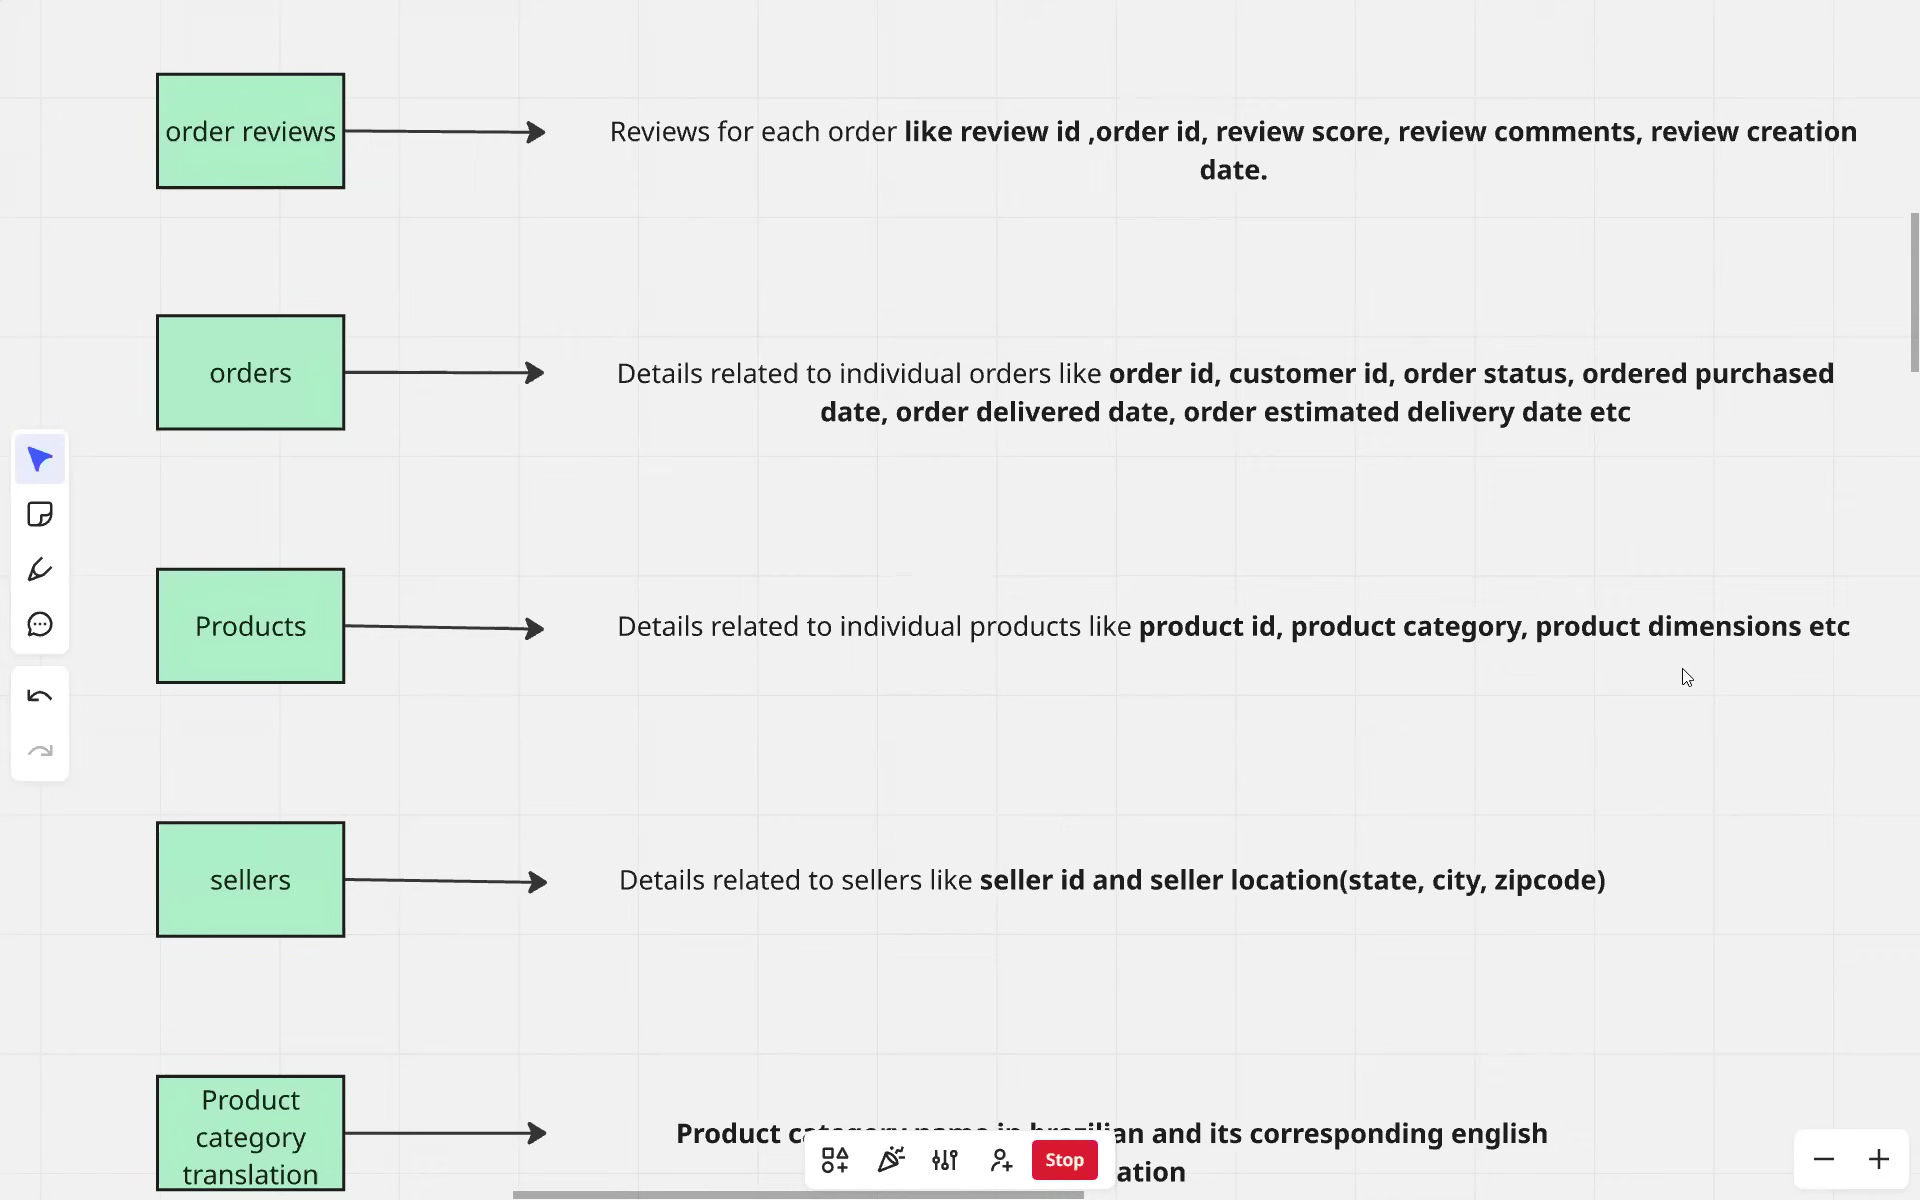 order reviews
Reviews for each order like review id ,order id, review score, review comments, review creation
date.
orders
Details related to individual orders like order id, customer id, order status, ordered purchased
date, order delivered date, order estimated delivery date etc
Products
Details related to individual products like product id, product category, product dimensions etc
sellers
Details related to sellers like seller id and seller location(state, city, zipcode)
Product
category
translation
Product category name in brazilian and its corresponding english
ation
Stop